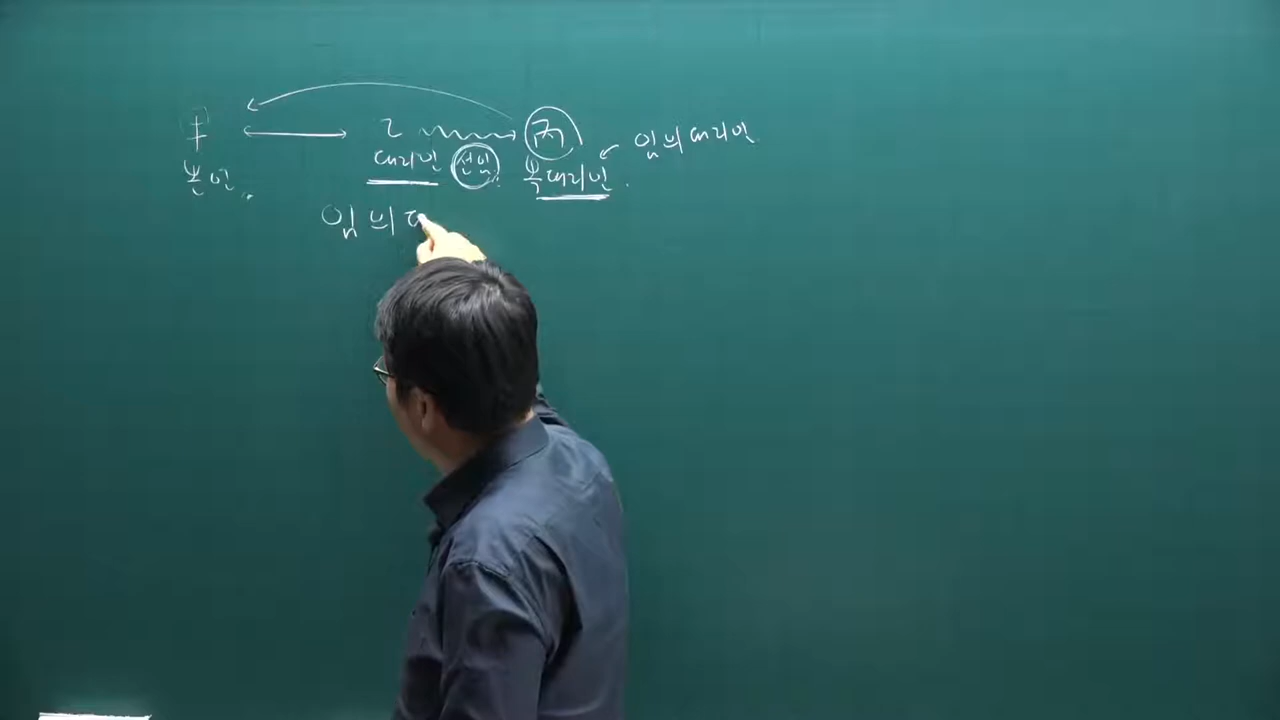 甲 乙 丙 임의대리인
본인 대리인 선임 복대리인
임의